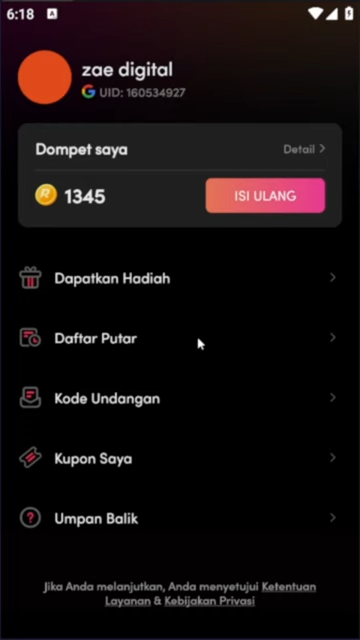 6:18 A
zae digital
G UID: 160534927
Dompet saya
Detail >
R 1345
ISI ULANG
Dapatkan Hadiah
Daftar Putar
Kode Undangan
Kupon Saya
? Umpan Balik
Jika Anda melanjutkan, Anda menyetujui Ketentuan
Layanan & Kebijakan Privasi